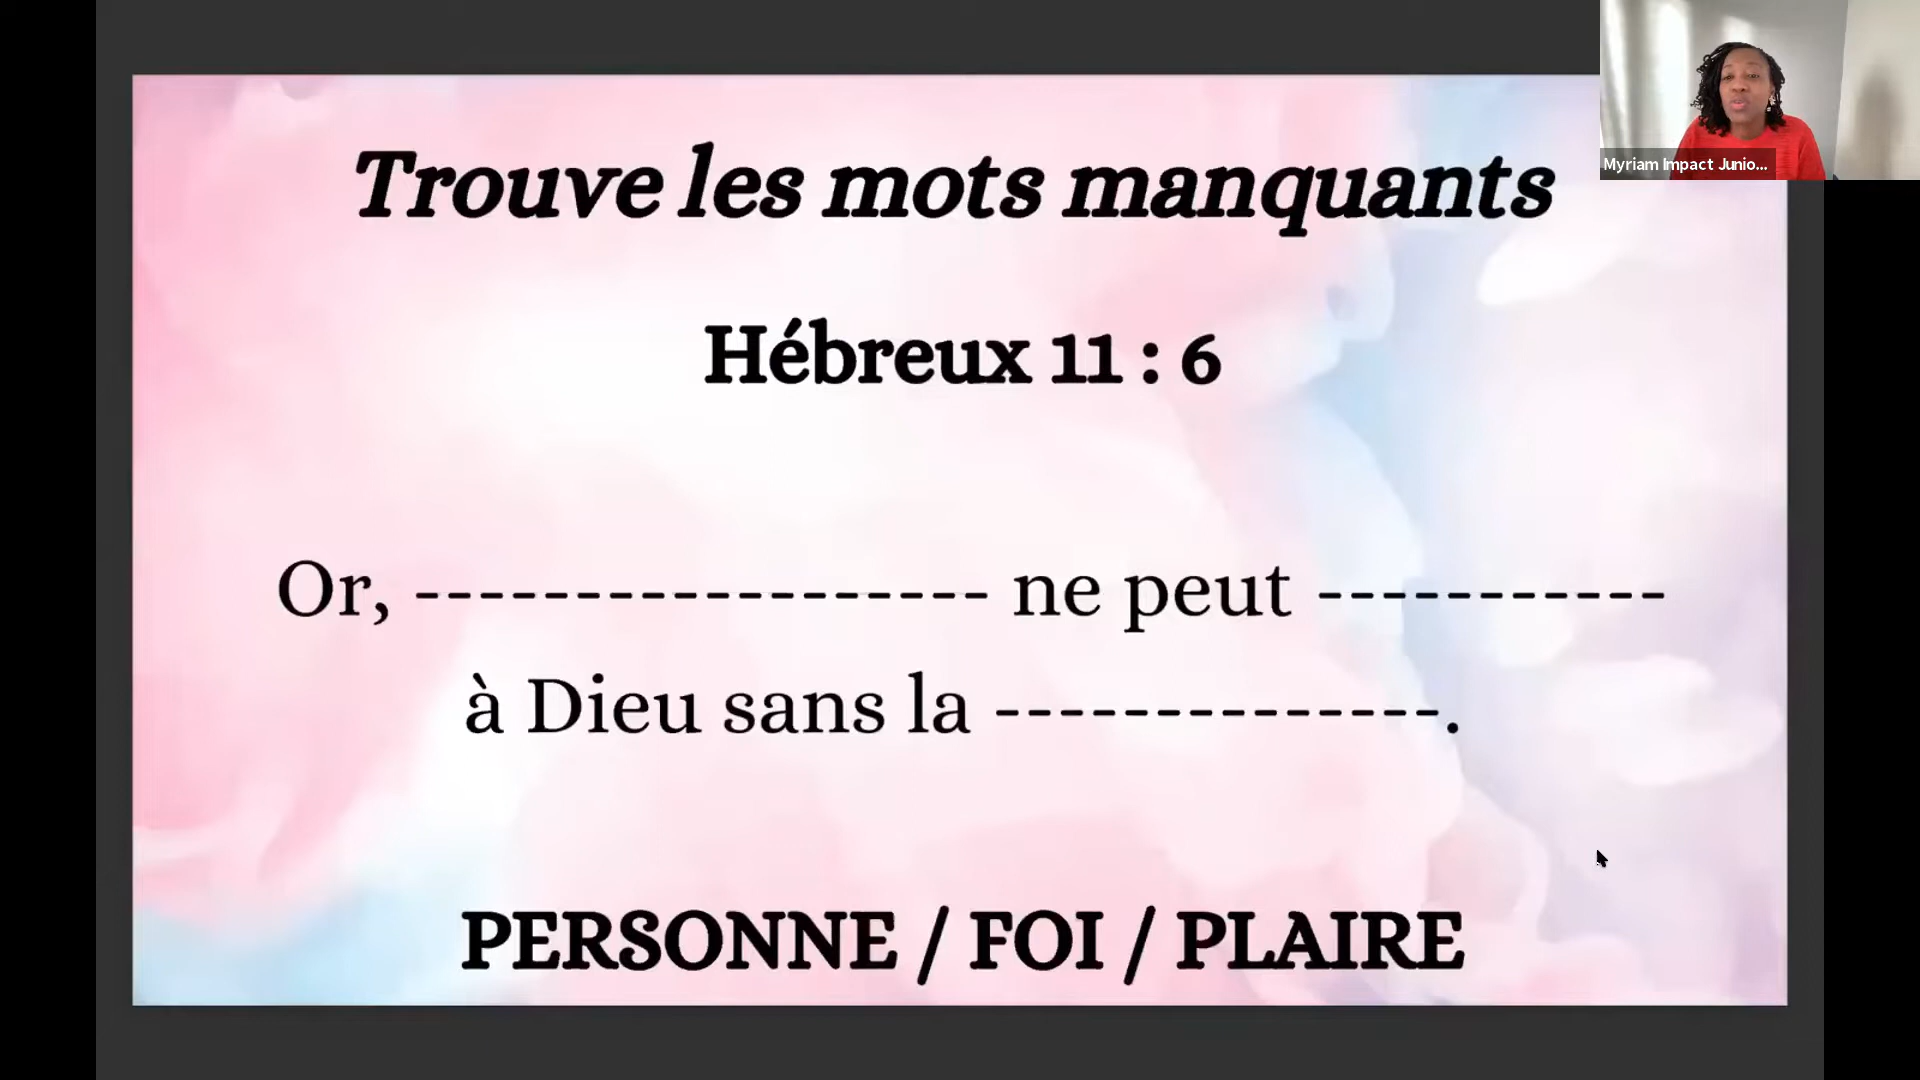 Trouve les mots manquants
Hébreux 11 : 6
Or, ------------------ ne peut -----------
à Dieu sans la --------------.
PERSONNE / FOI / PLAIRE
Myriam Impact Junio...